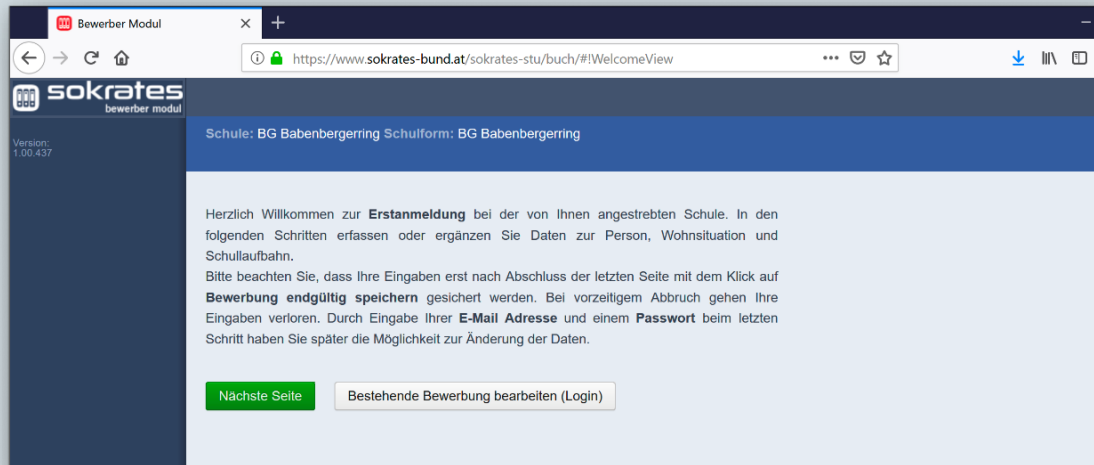 Bewerber Modul
https://www.sokrates-bund.at/sokrates-stu/buch/#!WelcomeView
sokrates
bewerber modul
Version:
1.00.437
Schule: BG Babenbergerring Schulform: BG Babenbergerring
Herzlich Willkommen zur Erstanmeldung bei der von Ihnen angestrebten Schule. In den
folgenden Schritten erfassen oder ergänzen Sie Daten zur Person, Wohnsituation und
Schullaufbahn.
Bitte beachten Sie, dass Ihre Eingaben erst nach Abschluss der letzten Seite mit dem Klick auf
Bewerbung endgültig speichern gesichert werden. Bei vorzeitigem Abbruch gehen Ihre
Eingaben verloren. Durch Eingabe Ihrer E-Mail Adresse und einem Passwort beim letzten
Schritt haben Sie später die Möglichkeit zur Änderung der Daten.
Nächste Seite
Bestehende Bewerbung bearbeiten (Login)